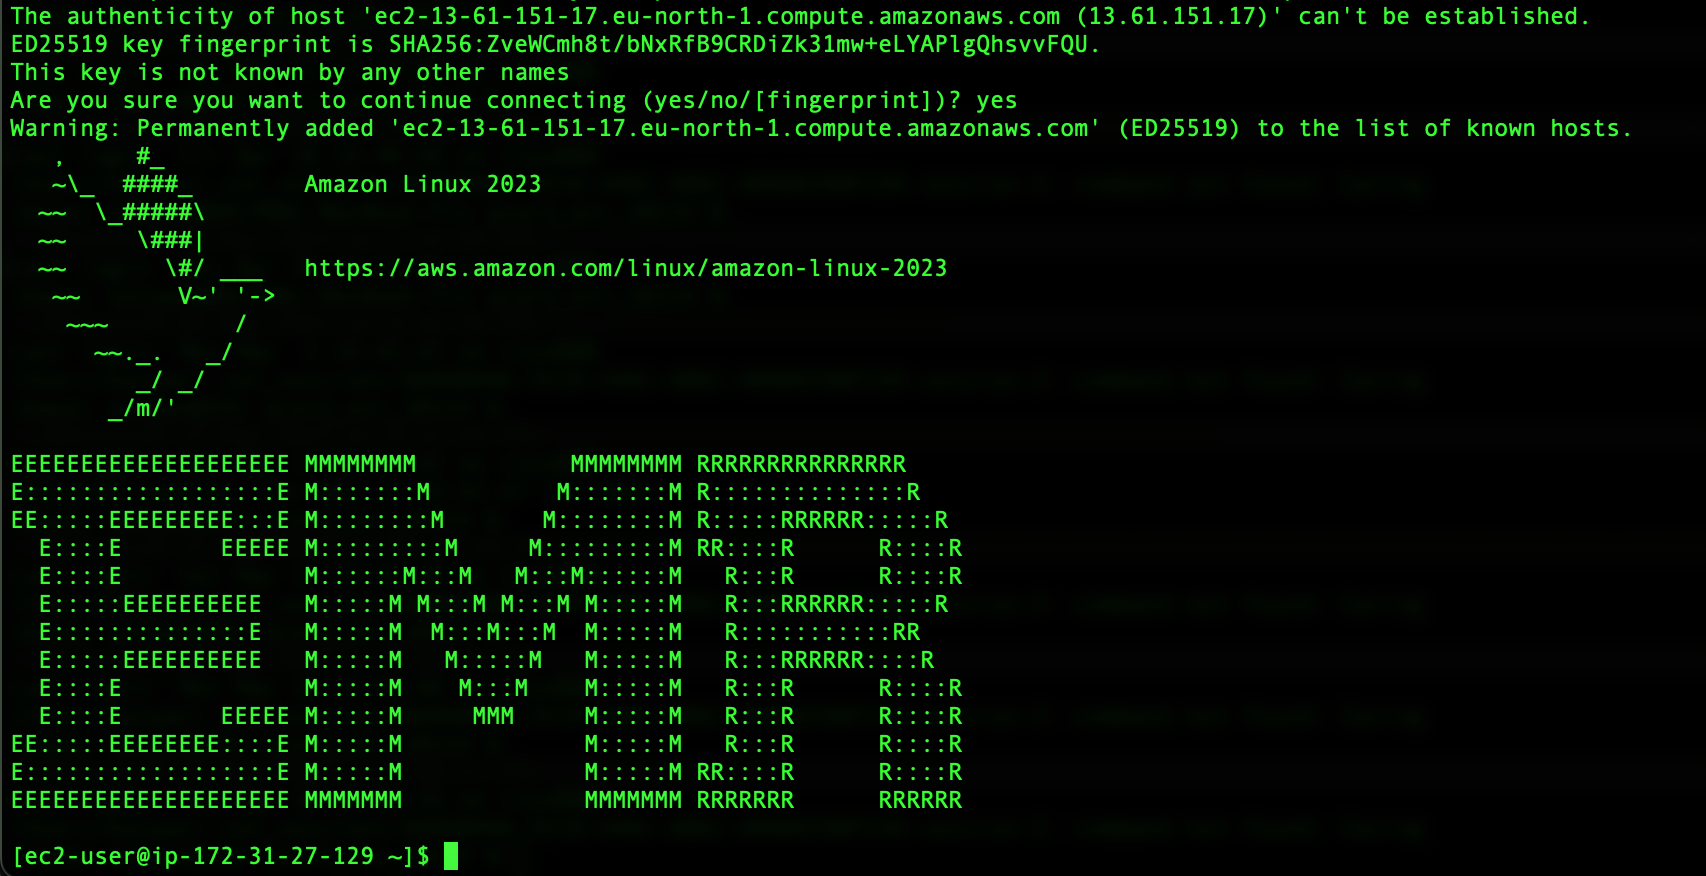 The authenticity of host 'ec2-13-61-151-17.eu-north-1.compute.amazonaws.com (13.61.151.17)' can't be established.
ED25519 key fingerprint is SHA256:ZveWCmh8t/bNxRfB9CRDiZk31mw+eLYAPlgQhsvvFQU.
This key is not known by any other names
Are you sure you want to continue connecting (yes/no/[fingerprint])? yes
Warning: Permanently added 'ec2-13-61-151-17.eu-north-1.compute.amazonaws.com' (ED25519) to the list of known hosts.
   ,     #_
   ~\_  ####_        Amazon Linux 2023
  ~~  \_#####\
  ~~     \###|
  ~~       \#/ ___   https://aws.amazon.com/linux/amazon-linux-2023
   ~~       V~' '->
    ~~~         /
      ~~._.   _/
         _/ _/
       _/m/'

EEEEEEEEEEEEEEEEEEEE MMMMMMMM           MMMMMMMM RRRRRRRRRRRRRRR
E::::::::::::::::::E M:::::::M         M:::::::M R::::::::::::::R
EE:::::EEEEEEEEE:::E M::::::::M       M::::::::M R:::::RRRRRR:::::R
  E::::E       EEEEE M:::::::::M     M:::::::::M RR::::R      R::::R
  E::::E             M::::::M:::M   M:::M::::::M   R:::R      R::::R
  E:::::EEEEEEEEEE   M:::::M M:::M M:::M M:::::M   R:::RRRRRR:::::R
  E::::::::::::::E   M:::::M  M:::M:::M  M:::::M   R:::::::::::RR
  E:::::EEEEEEEEEE   M:::::M   M:::::M   M:::::M   R:::RRRRRR::::R
  E::::E             M:::::M    M:::M    M:::::M   R:::R      R::::R
  E::::E       EEEEE M:::::M     MMM     M:::::M   R:::R      R::::R
EE:::::EEEEEEEE::::E M:::::M             M:::::M   R:::R      R::::R
E::::::::::::::::::E M:::::M             M:::::M RR::::R      R::::R
EEEEEEEEEEEEEEEEEEEE MMMMMMM             MMMMMMM RRRRRRR      RRRRRR

[ec2-user@ip-172-31-27-129 ~]$